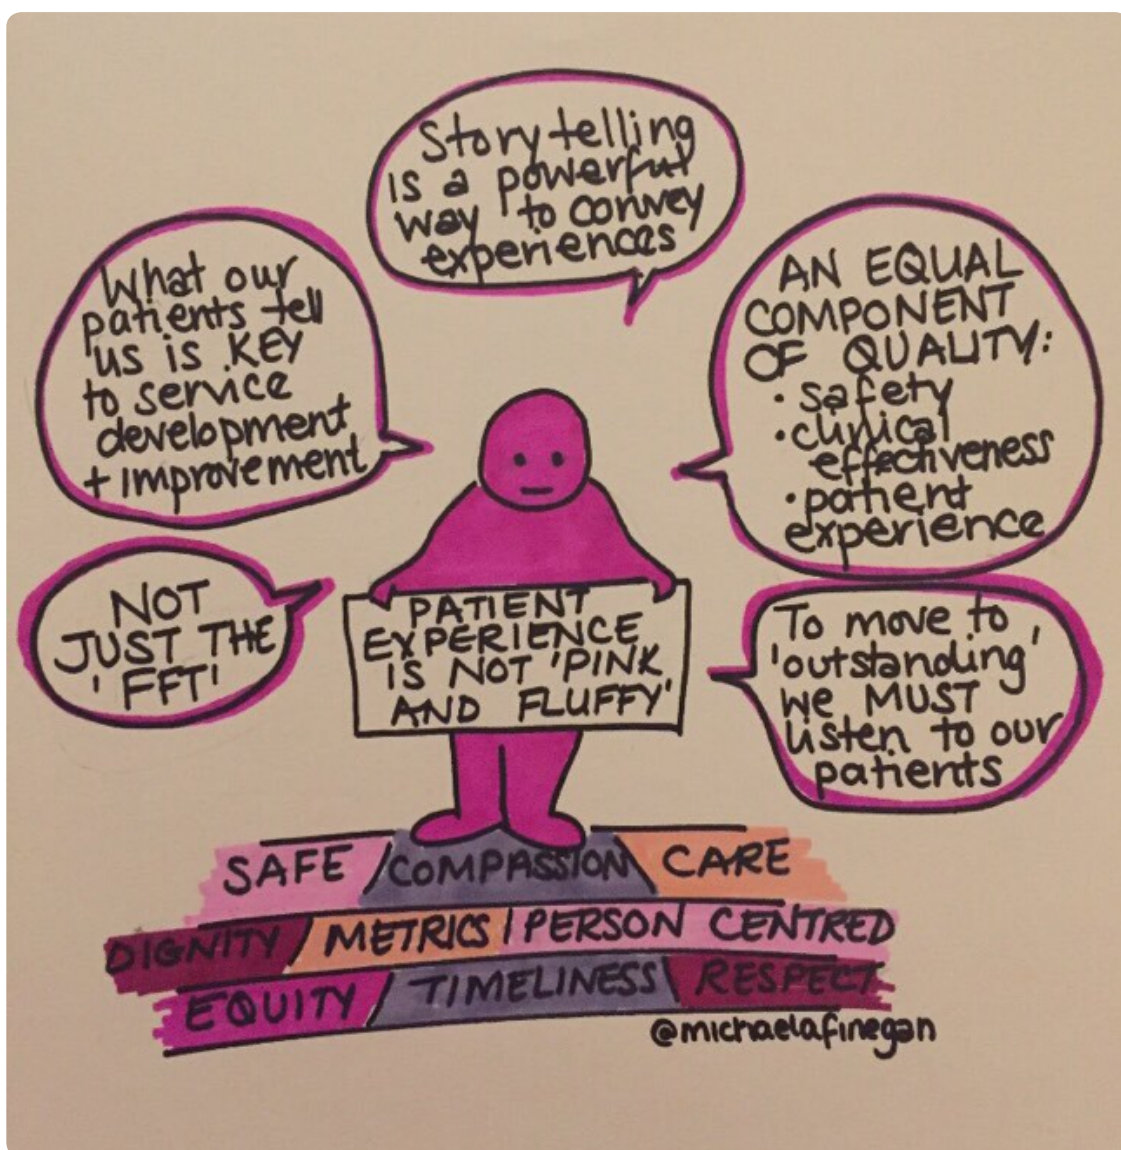 Story telling
is a powerful
way to convey
experiences
What our
patients tell
us is KEY
to service
development
+ improvement
AN EQUAL
COMPONENT
OF QUALITY:
• safety
• clinical
effectiveness
• patient
experience
NOT
JUST THE
'FFT'
PATIENT
EXPERIENCE
IS NOT 'PINK
AND FLUFFY'
To move to
'outstanding'
we MUST
listen to our
patients
SAFE / COMPASSION \ CARE
DIGNITY / METRICS | PERSON CENTRED
EQUITY / TIMELINESS \ RESPECT
@michaelafinegan